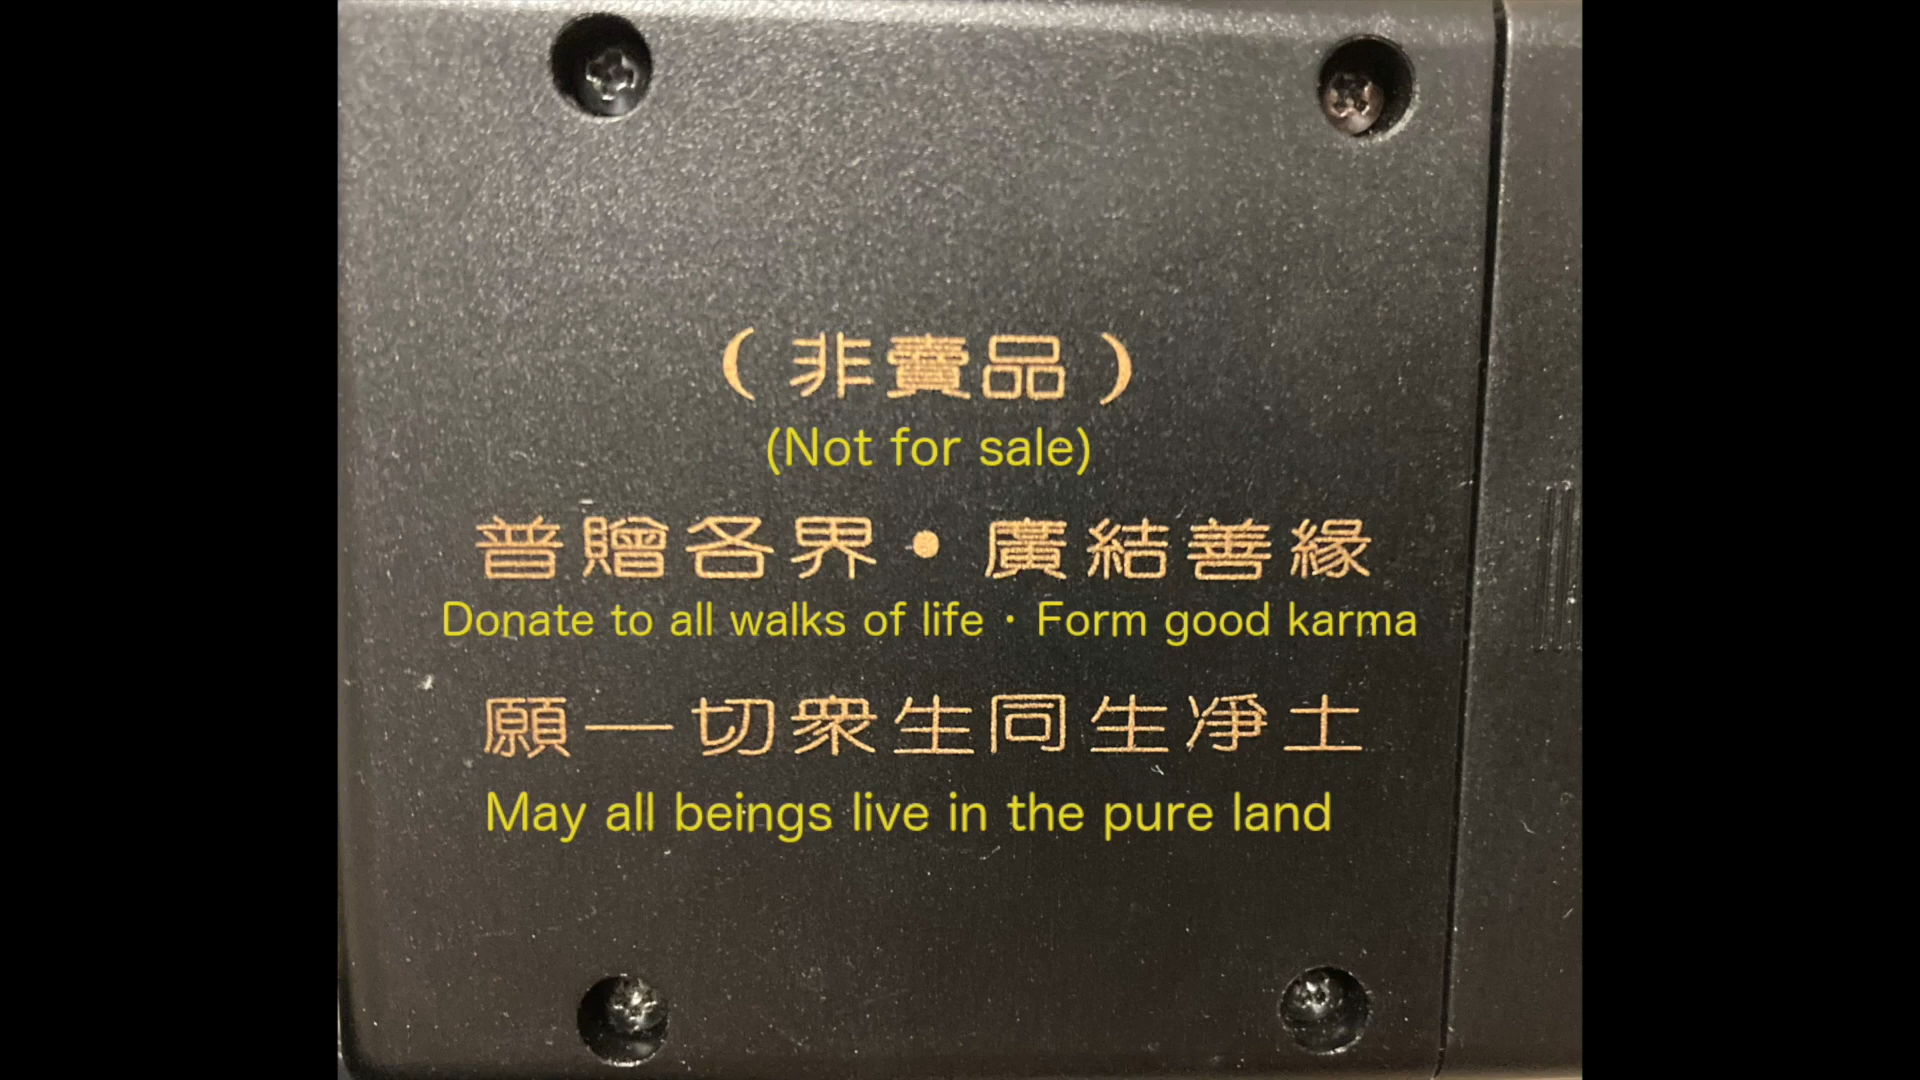 （非賣品）
(Not for sale)
普贈各界•廣結善緣
Donate to all walks of life · Form good karma
願一切衆生同生凈土
May all beings live in the pure land